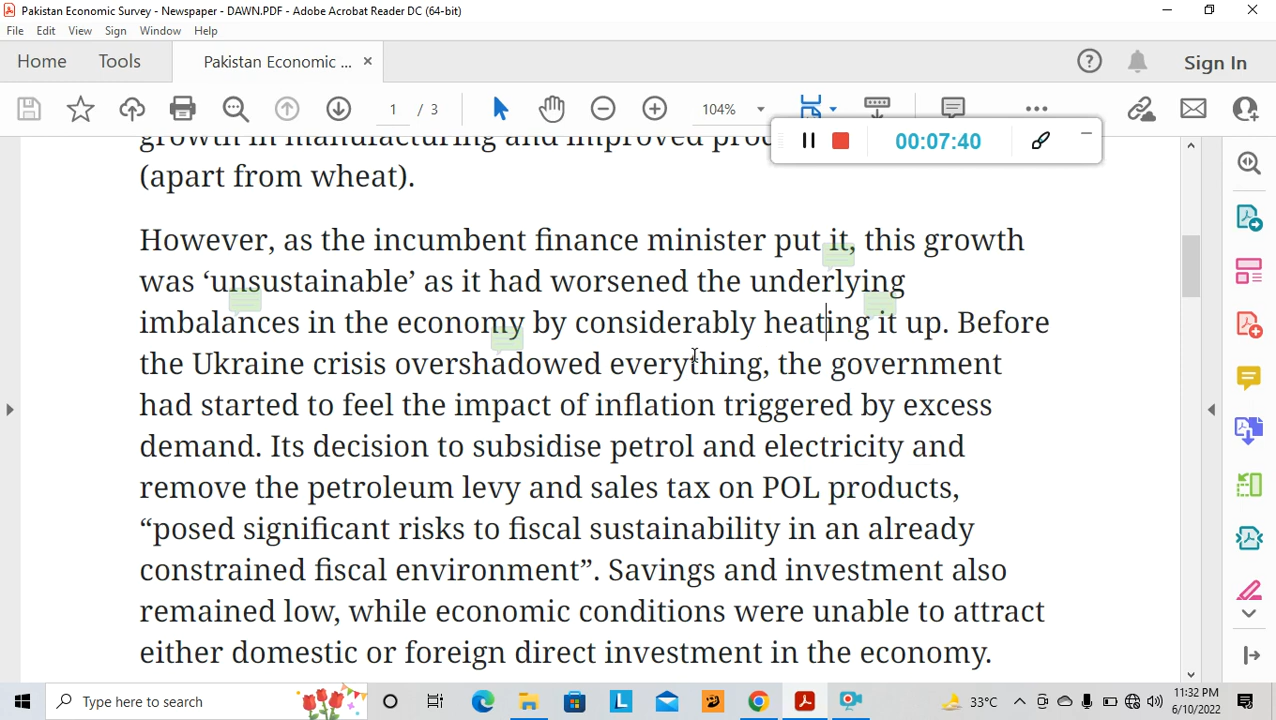 Pakistan Economic Survey - Newspaper - DAWN.PDF - Adobe Acrobat Reader DC (64-bit)
File Edit View Sign Window Help
Home Tools Pakistan Economic ... × Sign In
1 / 3 104%
00:07:40
growth in manufacturing and improved
(apart from wheat).
However, as the incumbent finance minister put it, this growth
was ‘unsustainable’ as it had worsened the underlying
imbalances in the economy by considerably heating it up. Before
the Ukraine crisis overshadowed everything, the government
had started to feel the impact of inflation triggered by excess
demand. Its decision to subsidise petrol and electricity and
remove the petroleum levy and sales tax on POL products,
“posed significant risks to fiscal sustainability in an already
constrained fiscal environment”. Savings and investment also
remained low, while economic conditions were unable to attract
either domestic or foreign direct investment in the economy.
Type here to search 33°C 11:32 PM
6/10/2022